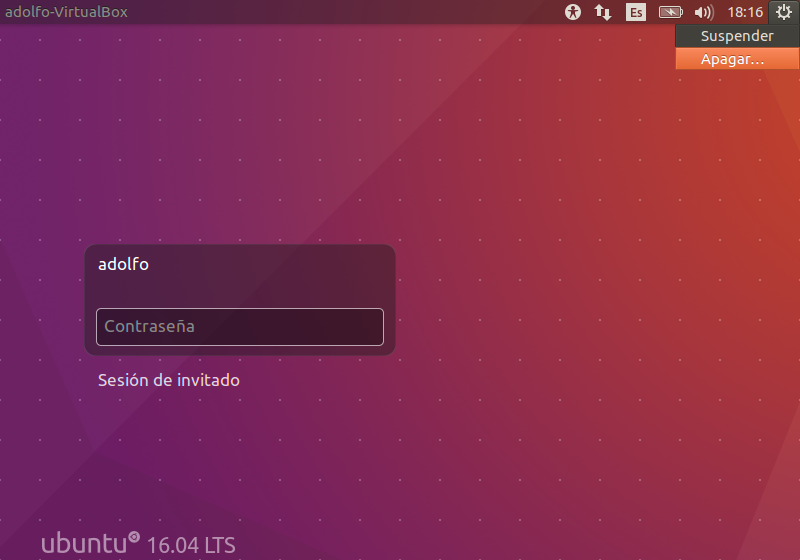 adolfo-VirtualBox Es 18:16
Suspender
Apagar...
adolfo
Contraseña
Sesión de invitado
ubuntu 16.04 LTS